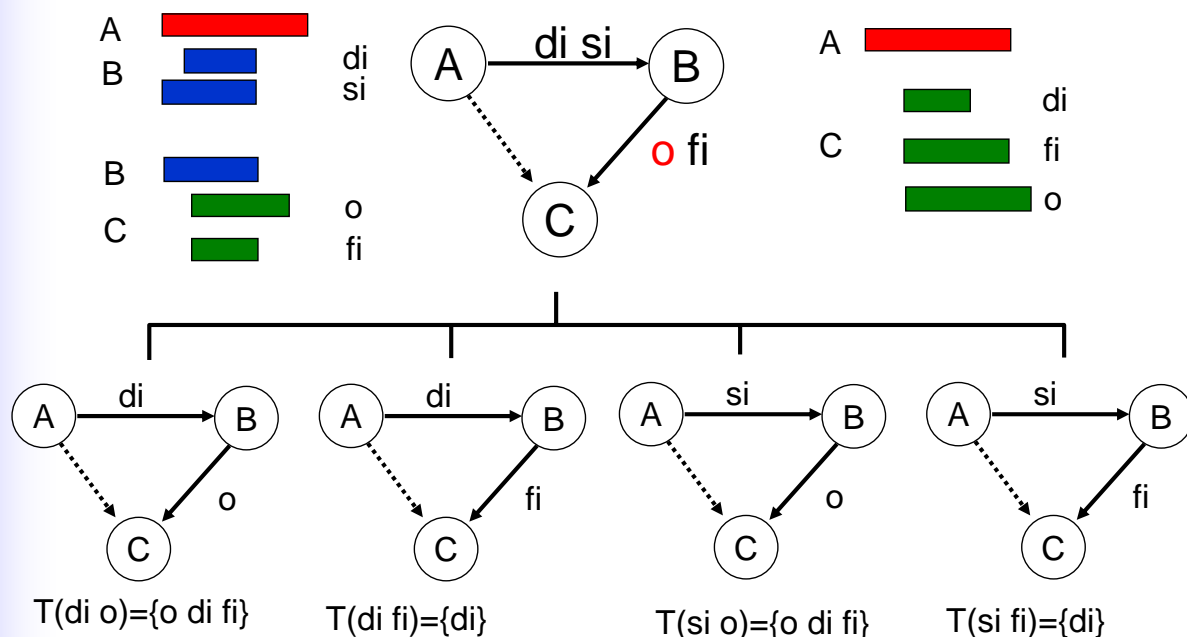 A
B
di
si
B
C
o
fi
A
di si
B
o fi
C
A
C
di
fi
o
A
di
B
o
C
T(di o)={o di fi}
A
di
B
fi
C
T(di fi)={di}
A
si
B
o
C
T(si o)={o di fi}
A
si
B
fi
C
T(si fi)={di}